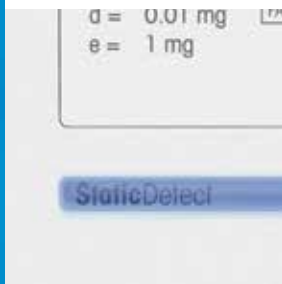 d = 0.01 mg
e = 1 mg
StaticDetect